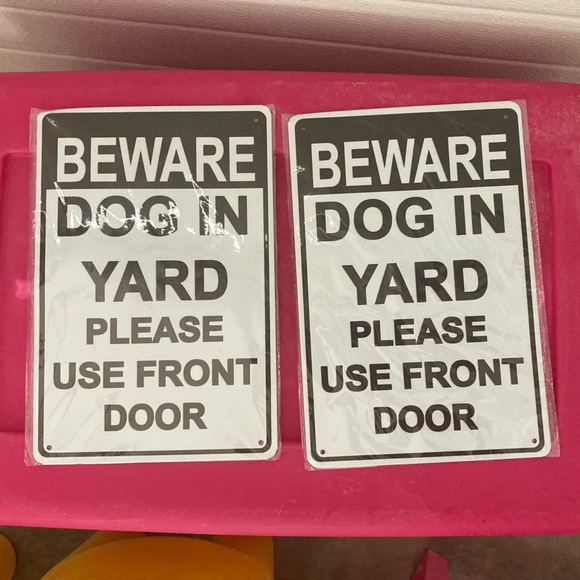 BEWARE
DOG IN
YARD
PLEASE
USE FRONT
DOOR
BEWARE
DOG IN
YARD
PLEASE
USE FRONT
DOOR